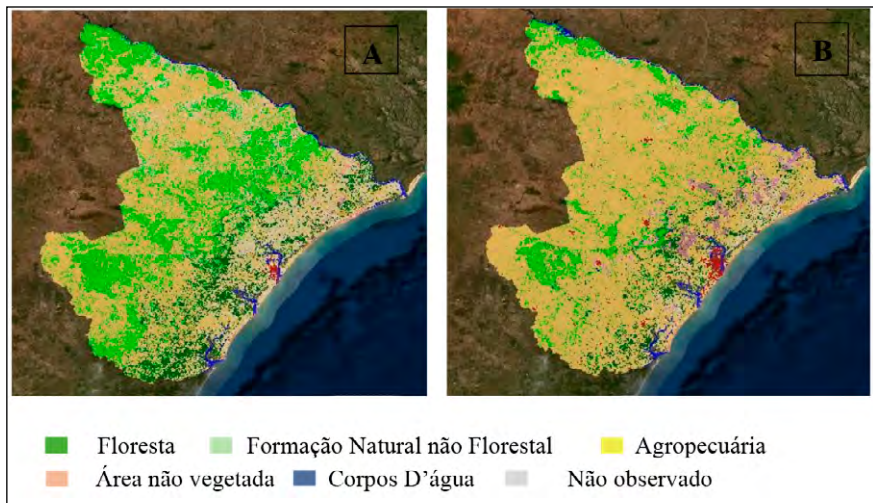 A
B
Floresta Formação Natural não Florestal Agropecuária
Área não vegetada Corpos D'água Não observado